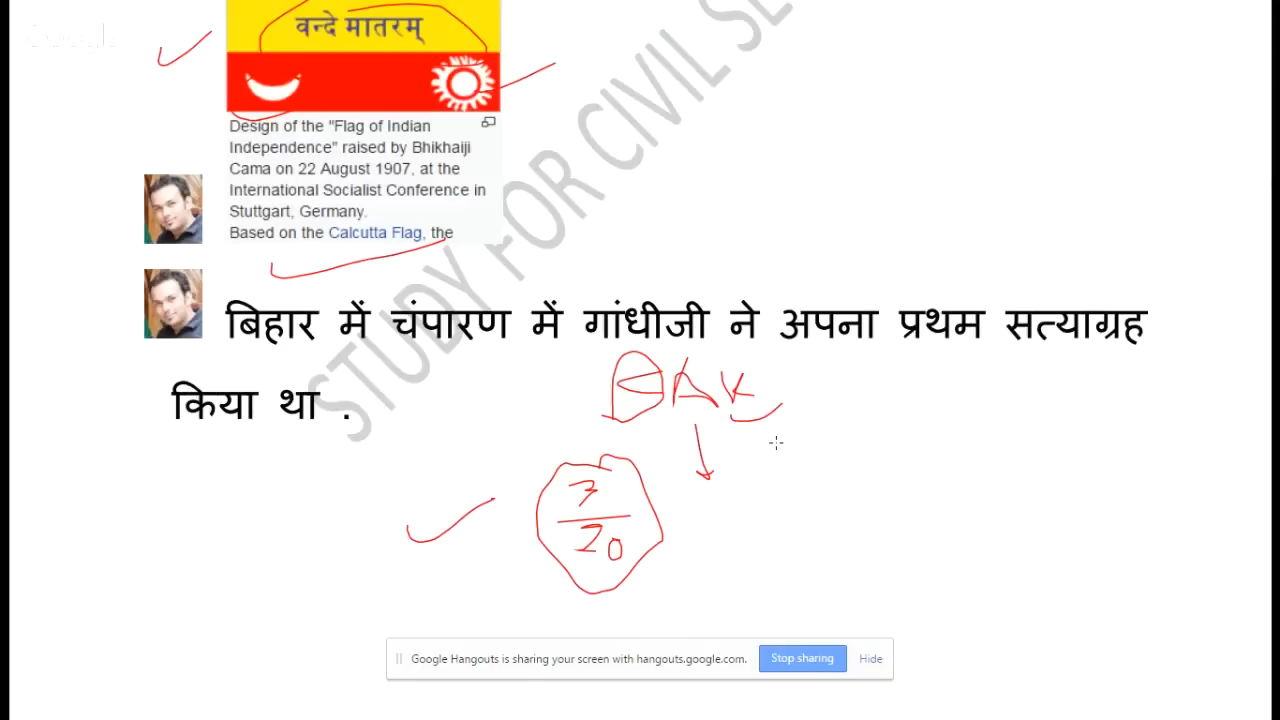 Google
वन्दे मातरम्
Design of the "Flag of Indian
Independence" raised by Bhikhaiji
Cama on 22 August 1907, at the
International Socialist Conference in
Stuttgart, Germany.
Based on the Calcutta Flag, the
STUDY FOR CIVIL SE
बिहार में चंपारण में गांधीजी ने अपना प्रथम सत्याग्रह
किया था .
3
20
Google Hangouts is sharing your screen with hangouts.google.com. Stop sharing Hide